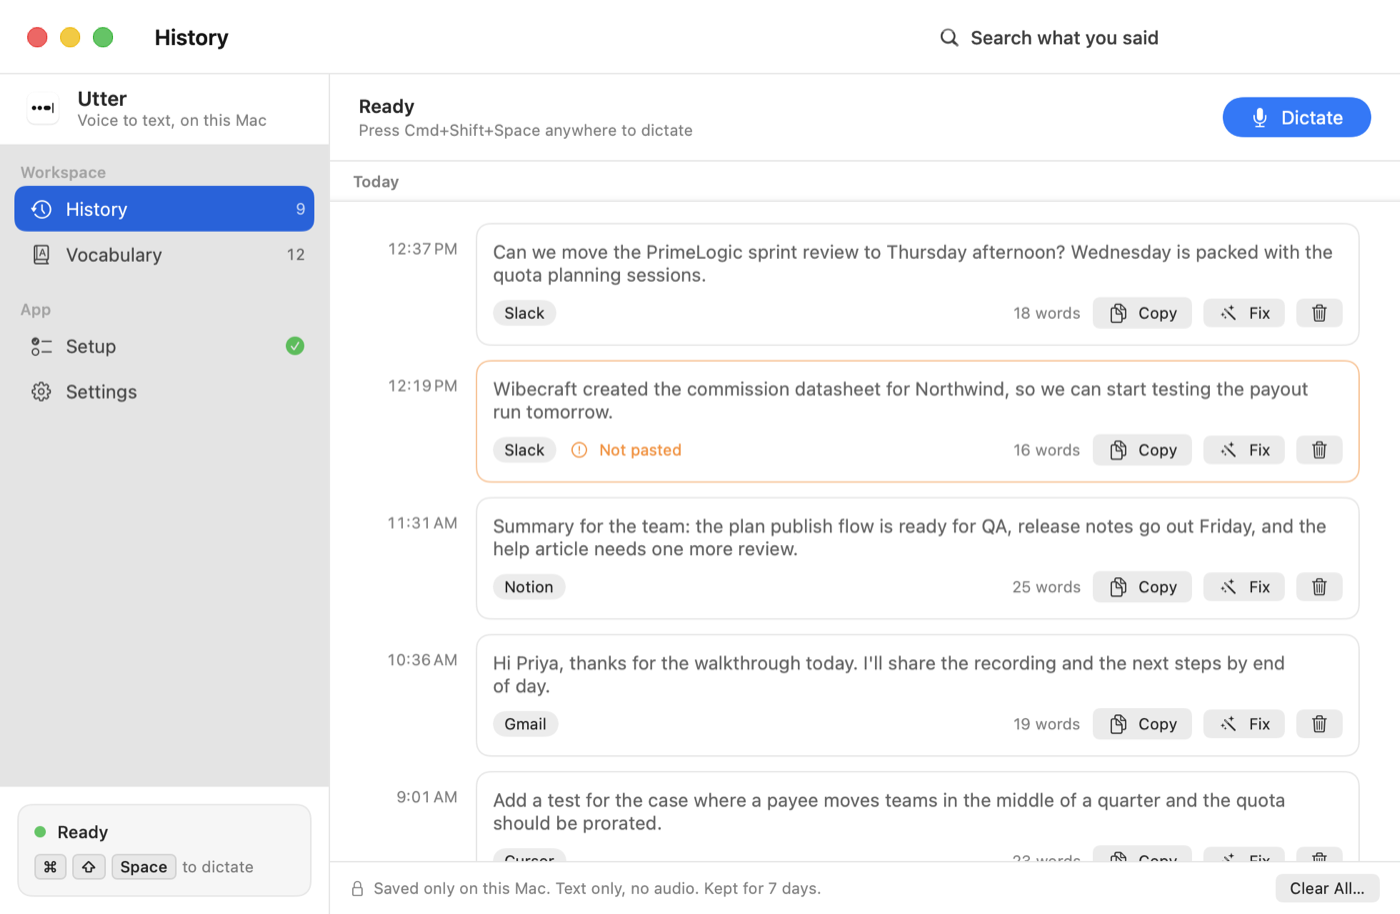 History
Search what you said
Utter
Voice to text, on this Mac
Workspace
History 9
Vocabulary 12
App
Setup
Settings
Ready
Space to dictate
Ready
Press Cmd+Shift+Space anywhere to dictate
Dictate
Today
12:37 PM
Can we move the PrimeLogic sprint review to Thursday afternoon? Wednesday is packed with the
quota planning sessions.
Slack 18 words Copy Fix
12:19 PM
Wibecraft created the commission datasheet for Northwind, so we can start testing the payout
run tomorrow.
Slack Not pasted 16 words Copy Fix
11:31 AM
Summary for the team: the plan publish flow is ready for QA, release notes go out Friday, and the
help article needs one more review.
Notion 25 words Copy Fix
10:36 AM
Hi Priya, thanks for the walkthrough today. I'll share the recording and the next steps by end
of day.
Gmail 19 words Copy Fix
9:01 AM
Add a test for the case where a payee moves teams in the middle of a quarter and the quota
should be prorated.
Cursor 23 words Copy Fix
Saved only on this Mac. Text only, no audio. Kept for 7 days.
Clear All...